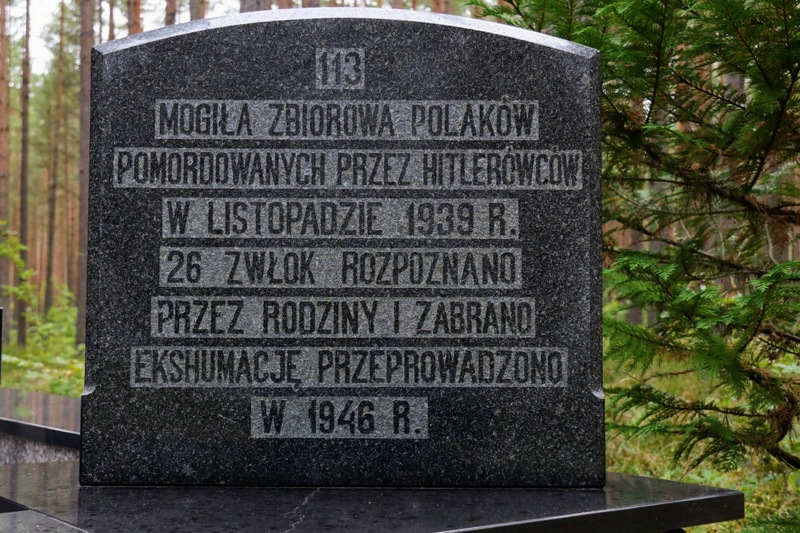 113
MOGIŁA ZBIOROWA POLAKÓW
POMORDOWANYCH PRZEZ HITLERÓWCÓW
W LISTOPADZIE 1939 R.
26 ZWŁOK ROZPOZNANO
PRZEZ RODZINY I ZABRANO
EKSHUMACJĘ PRZEPROWADZONO
W 1946 R.